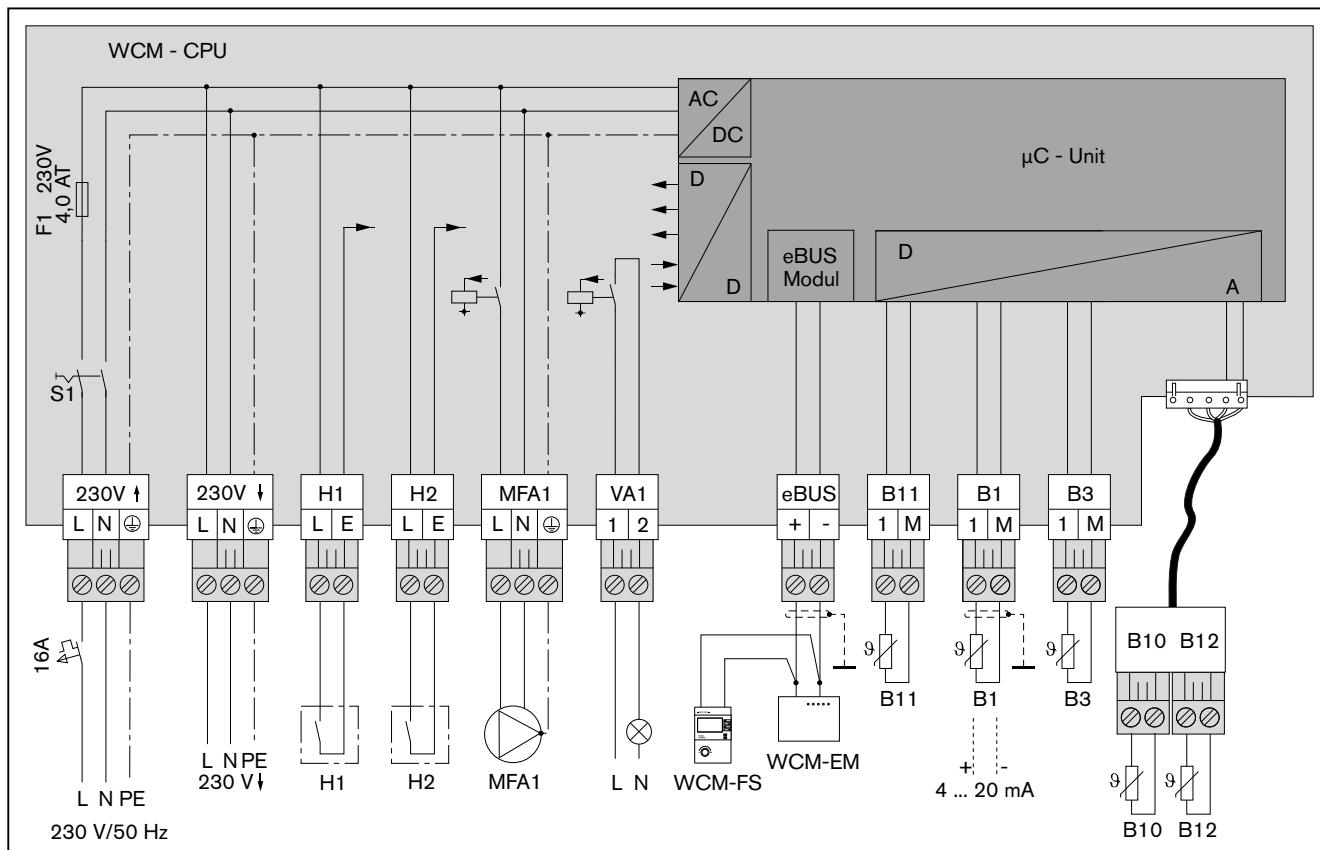 WCM - CPU
AC
DC
µC - Unit
F1 230V
4,0 AT
D
D
eBUS
Modul
D
A
S1
230V
230V
H1
H2
MFA1
VA1
eBUS
B11
B1
B3
L N
L N
L E
L E
L N
1 2
+ -
1 M
1 M
1 M
16A
B10 B12
ϑ
ϑ
ϑ
B11
B1
B3
L N PE
230 V
H1
H2
MFA1
L N
WCM-FS
WCM-EM
+ -
4 ... 20 mA
L N PE
230 V/50 Hz
ϑ
ϑ
B10
B12